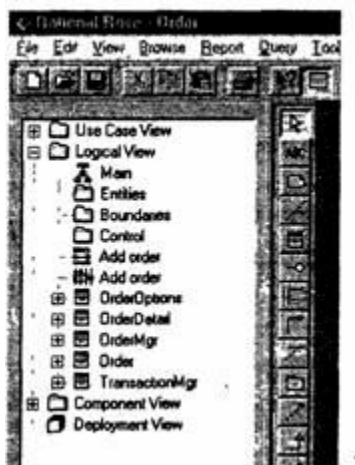 Rational Rose - Order
File Edit View Browse Report Query Tool
Use Case View
Logical View
Main
Entities
Boundaries
Control
Add order
Add order
OrderOptions
OrderDetail
OrderMgr
Order
TransactionMgr
Component View
Deployment View